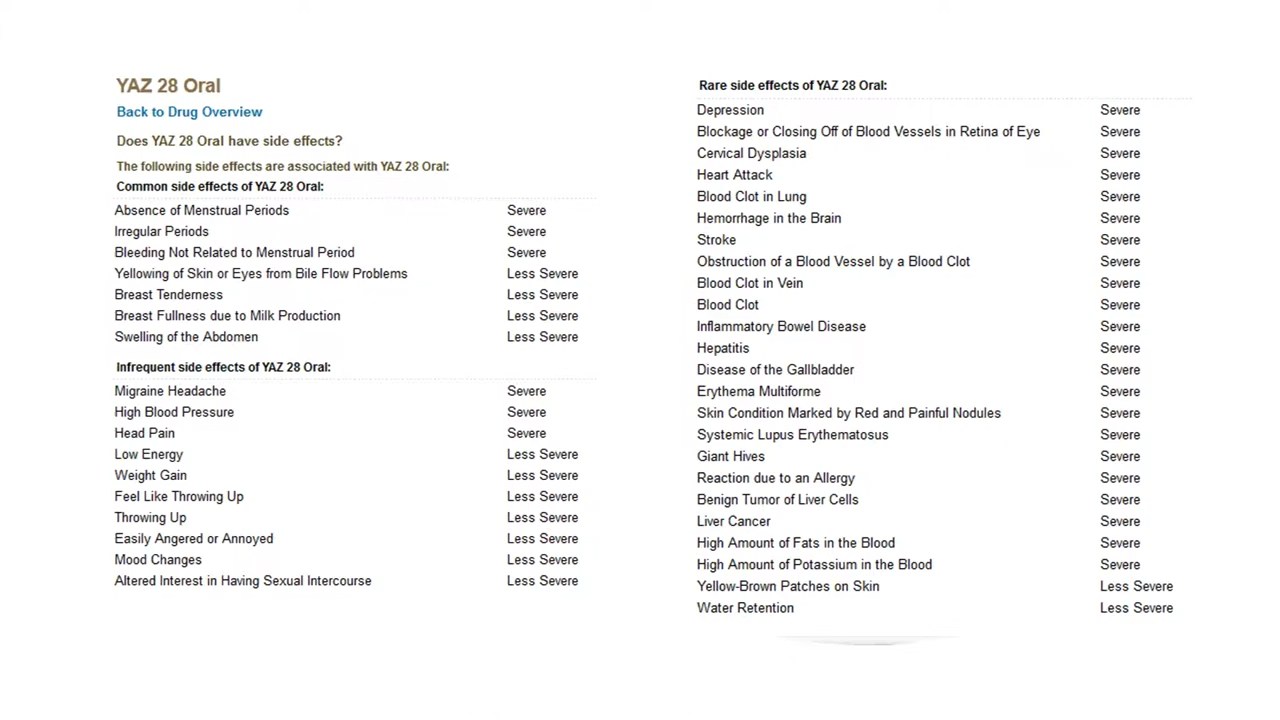 YAZ 28 Oral
Back to Drug Overview
Does YAZ 28 Oral have side effects?
The following side effects are associated with YAZ 28 Oral:
Common side effects of YAZ 28 Oral:
Absence of Menstrual Periods Severe
Irregular Periods Severe
Bleeding Not Related to Menstrual Period Severe
Yellowing of Skin or Eyes from Bile Flow Problems Less Severe
Breast Tenderness Less Severe
Breast Fullness due to Milk Production Less Severe
Swelling of the Abdomen Less Severe
Infrequent side effects of YAZ 28 Oral:
Migraine Headache Severe
High Blood Pressure Severe
Head Pain Severe
Low Energy Less Severe
Weight Gain Less Severe
Feel Like Throwing Up Less Severe
Throwing Up Less Severe
Easily Angered or Annoyed Less Severe
Mood Changes Less Severe
Altered Interest in Having Sexual Intercourse Less Severe
Rare side effects of YAZ 28 Oral:
Depression Severe
Blockage or Closing Off of Blood Vessels in Retina of Eye Severe
Cervical Dysplasia Severe
Heart Attack Severe
Blood Clot in Lung Severe
Hemorrhage in the Brain Severe
Stroke Severe
Obstruction of a Blood Vessel by a Blood Clot Severe
Blood Clot in Vein Severe
Blood Clot Severe
Inflammatory Bowel Disease Severe
Hepatitis Severe
Disease of the Gallbladder Severe
Erythema Multiforme Severe
Skin Condition Marked by Red and Painful Nodules Severe
Systemic Lupus Erythematosus Severe
Giant Hives Severe
Reaction due to an Allergy Severe
Benign Tumor of Liver Cells Severe
Liver Cancer Severe
High Amount of Fats in the Blood Severe
High Amount of Potassium in the Blood Severe
Yellow-Brown Patches on Skin Less Severe
Water Retention Less Severe